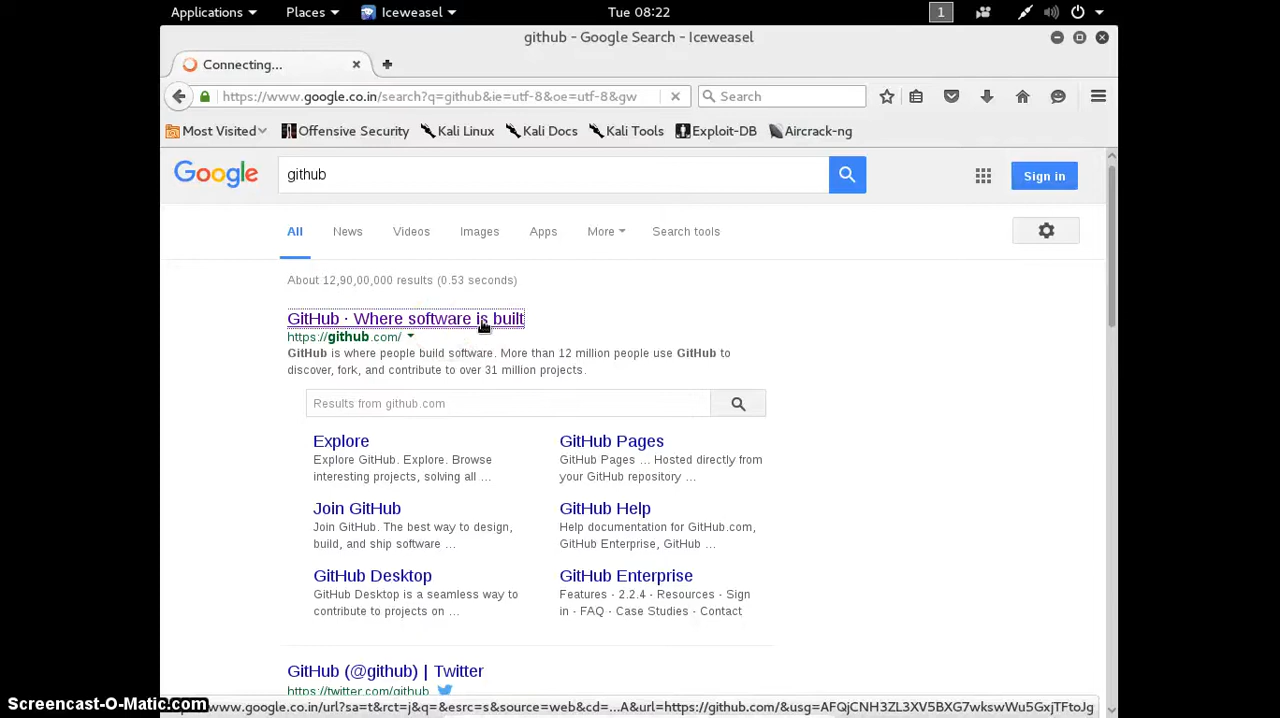 Applications Places Iceweasel Tue 08:22 1
github - Google Search - Iceweasel
Connecting...
https://www.google.co.in/search?q=github&ie=utf-8&oe=utf-8&gw Search
Most Visited Offensive Security Kali Linux Kali Docs Kali Tools Exploit-DB Aircrack-ng
Google github Sign in
All News Videos Images Apps More Search tools
About 12,90,00,000 results (0.53 seconds)
GitHub · Where software is built
https://github.com/
GitHub is where people build software. More than 12 million people use GitHub to
discover, fork, and contribute to over 31 million projects.
Results from github.com
Explore
Explore GitHub. Explore. Browse
interesting projects, solving all ...
GitHub Pages
GitHub Pages ... Hosted directly from
your GitHub repository ...
Join GitHub
Join GitHub. The best way to design,
build, and ship software ...
GitHub Help
Help documentation for GitHub.com,
GitHub Enterprise, GitHub ...
GitHub Desktop
GitHub Desktop is a seamless way to
contribute to projects on ...
GitHub Enterprise
Features · 2.2.4 · Resources · Sign
in · FAQ · Case Studies · Contact
GitHub (@github) | Twitter
https://twitter.com/github
Screencast-O-Matic.com
w.google.co.in/url?sa=t&rct=j&q=&esrc=s&source=web&cd=...A&url=https://github.com/&usg=AFQjCNH3ZL3XV5BXG7wkswWu5GxjTFtoJg